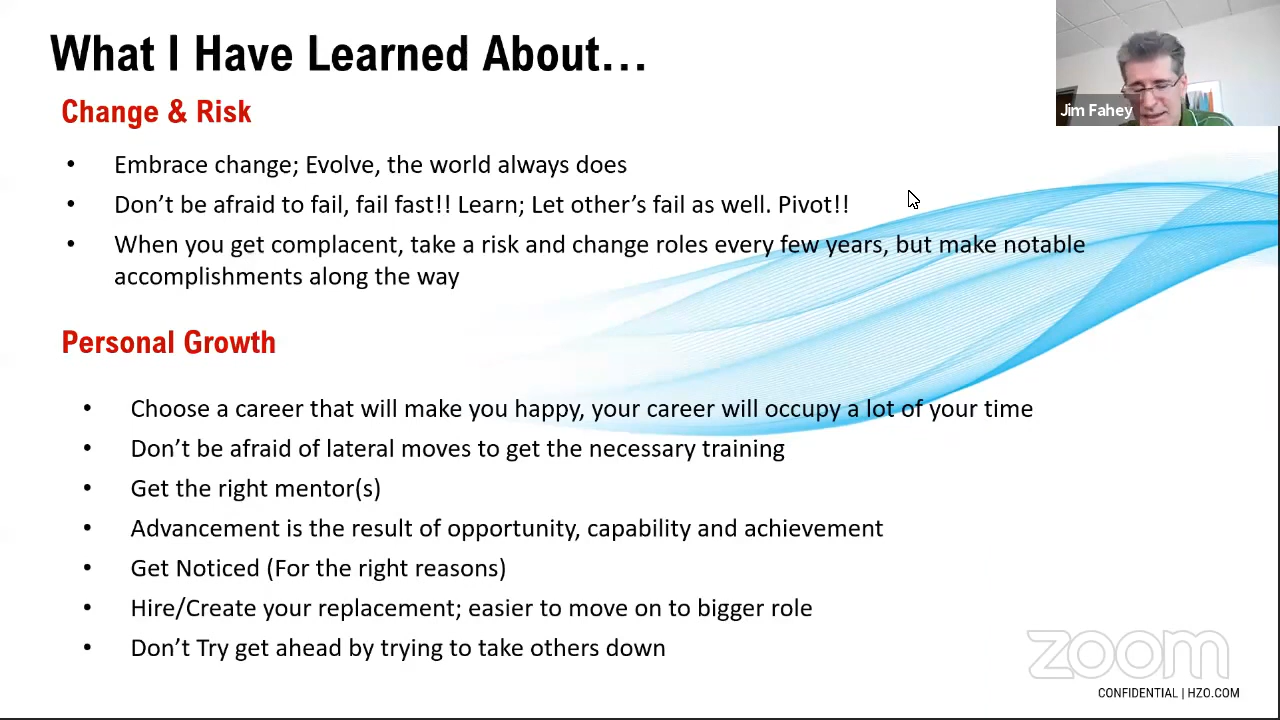 What I Have Learned About...
Jim Fahey
Change & Risk
• Embrace change; Evolve, the world always does
• Don't be afraid to fail, fail fast!! Learn; Let other's fail as well. Pivot!!
• When you get complacent, take a risk and change roles every few years, but make notable
accomplishments along the way
Personal Growth
• Choose a career that will make you happy, your career will occupy a lot of your time
• Don't be afraid of lateral moves to get the necessary training
• Get the right mentor(s)
• Advancement is the result of opportunity, capability and achievement
• Get Noticed (For the right reasons)
• Hire/Create your replacement; easier to move on to bigger role
• Don't Try get ahead by trying to take others down
zoom
CONFIDENTIAL | HZO.COM